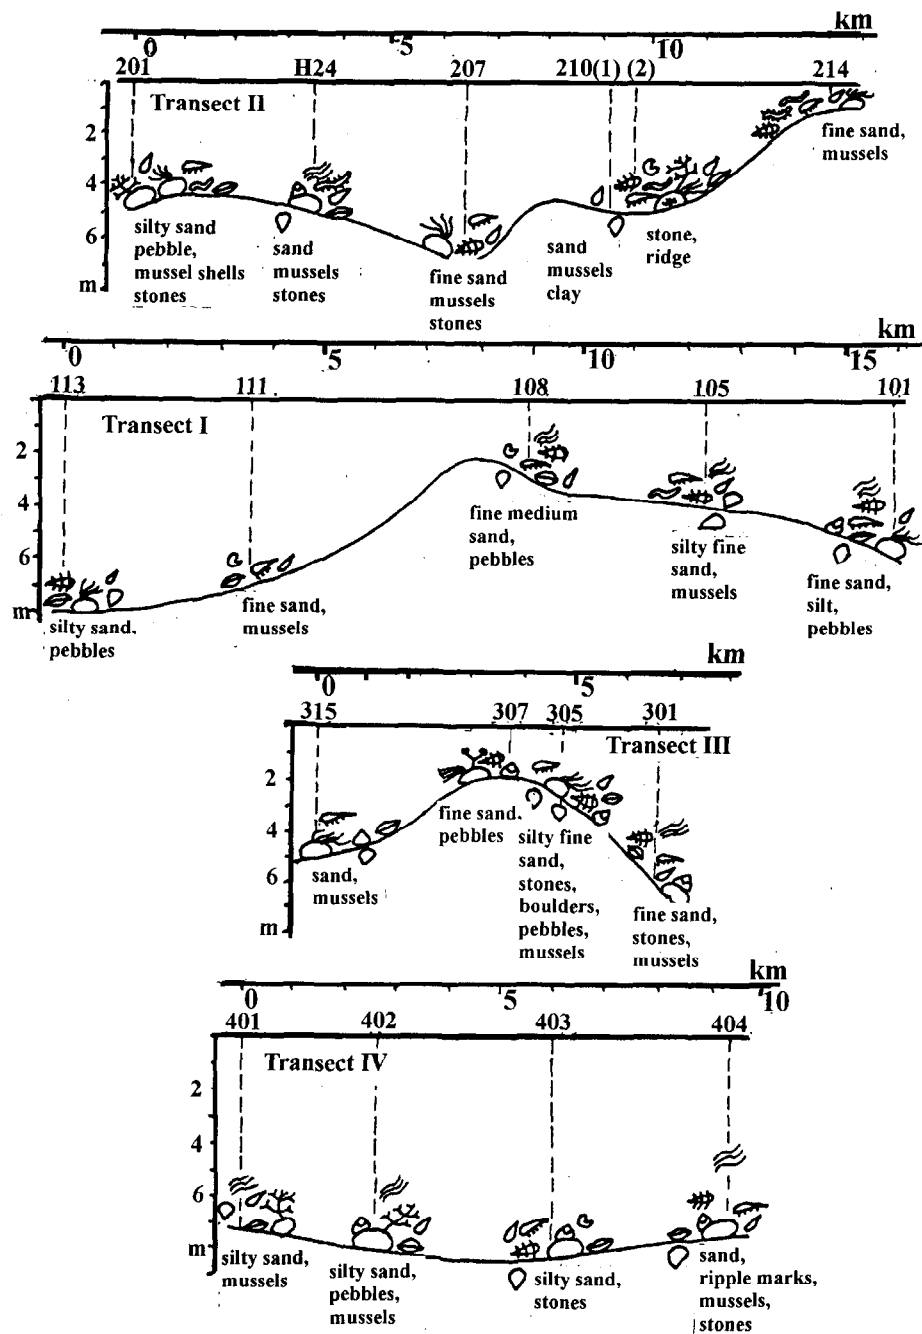 km
0 5 10
201 H24 207 210(1) (2) 214
Transect II
2
4
6
m
fine sand,
mussels
silty sand
pebble,
mussel shells
stones
sand
mussels
stones
fine sand
mussels
stones
sand
mussels
clay
stone,
ridge
km
0 5 10 15
113 111 108 105 101
Transect I
2
4
6
m
silty sand.
pebbles
fine sand,
mussels
fine medium
sand,
pebbles
silty fine
sand,
mussels
fine sand,
silt,
pebbles
km
0 5
315 307 305 301
Transect III
2
4
6
m
sand,
mussels
fine sand.
pebbles
silty fine
sand,
stones,
boulders,
pebbles,
mussels
fine sand,
stones,
mussels
km
0 5 10
401 402 403 404
Transect IV
2
4
6
m
silty sand,
mussels
silty sand,
pebbles,
mussels
silty sand,
stones
sand,
ripple marks,
mussels,
stones